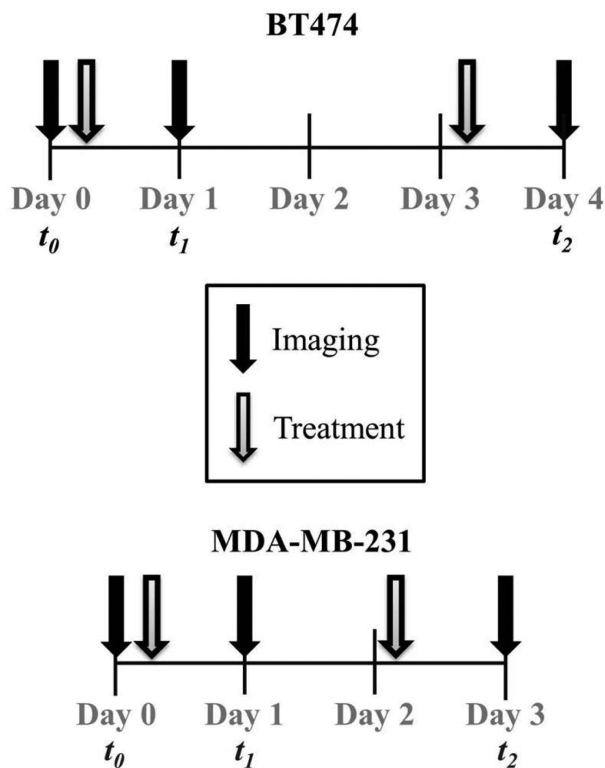 BT474
Day 0 Day 1 Day 2 Day 3 Day 4
t0 t1 t2
Imaging
Treatment
MDA-MB-231
Day 0 Day 1 Day 2 Day 3
t0 t1 t2